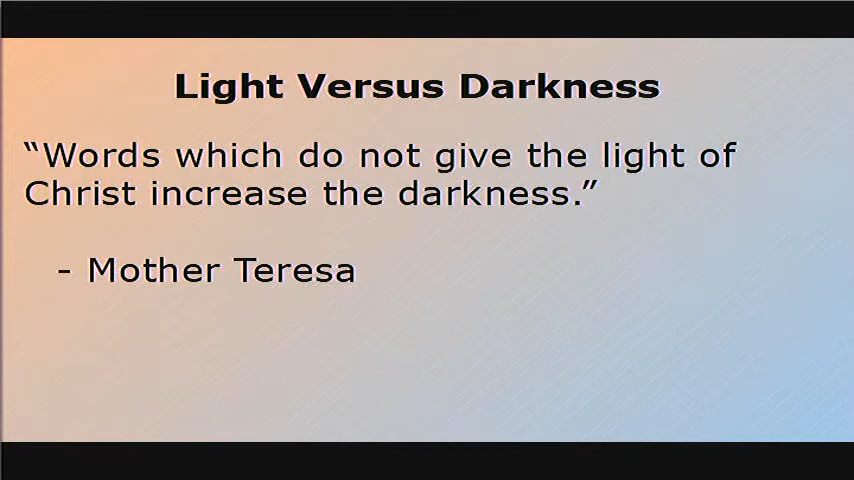 Light Versus Darkness
“Words which do not give the light of
Christ increase the darkness.”
- Mother Teresa